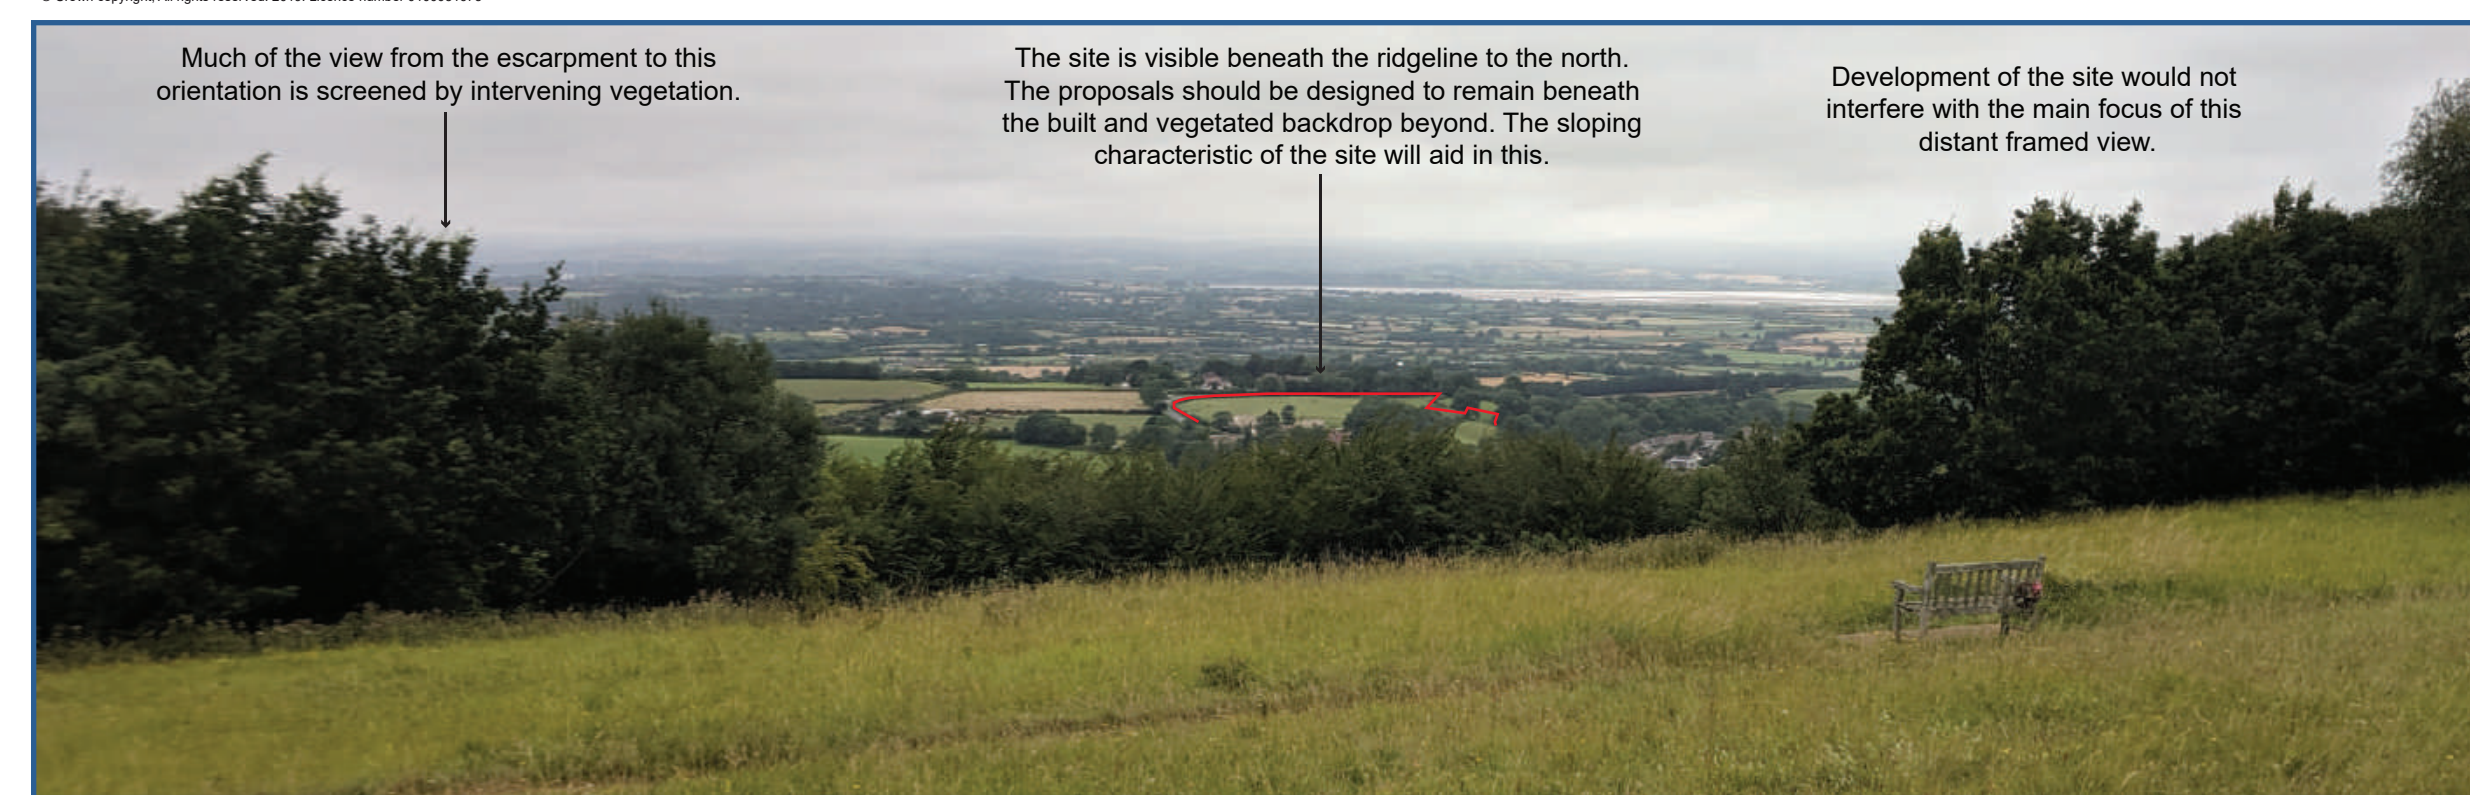 Much of the view from the escarpment to this
orientation is screened by intervening vegetation.
The site is visible beneath the ridgeline to the north.
The proposals should be designed to remain beneath
the built and vegetated backdrop beyond. The sloping
characteristic of the site will aid in this.
Development of the site would not
interfere with the main focus of this
distant framed view.